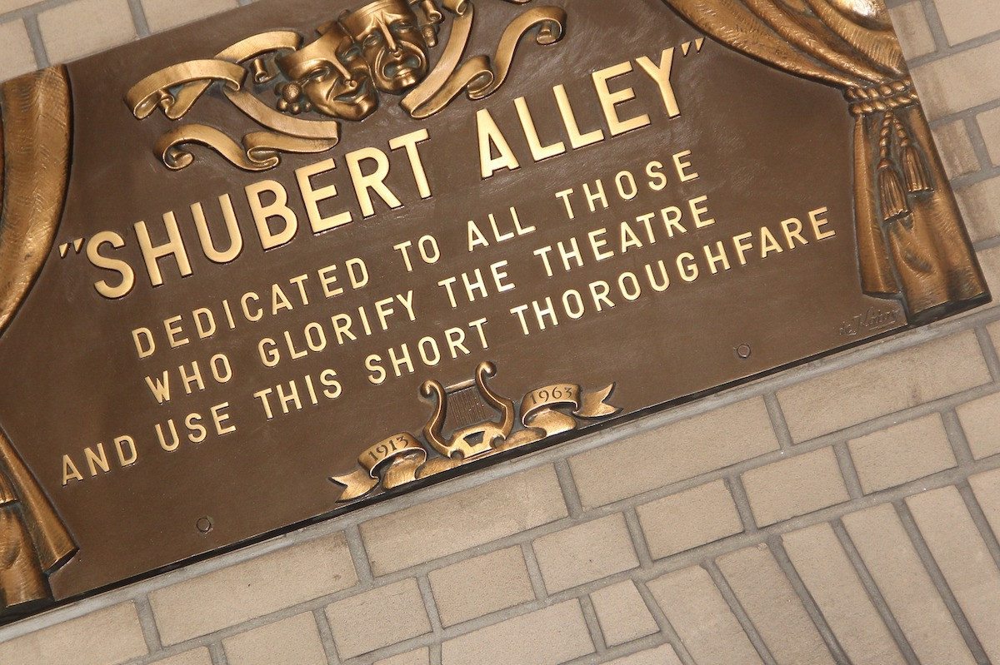 "SHUBERT ALLEY"
DEDICATED TO ALL THOSE
WHO GLORIFY THE THEATRE
AND USE THIS SHORT THOROUGHFARE
1913
1963